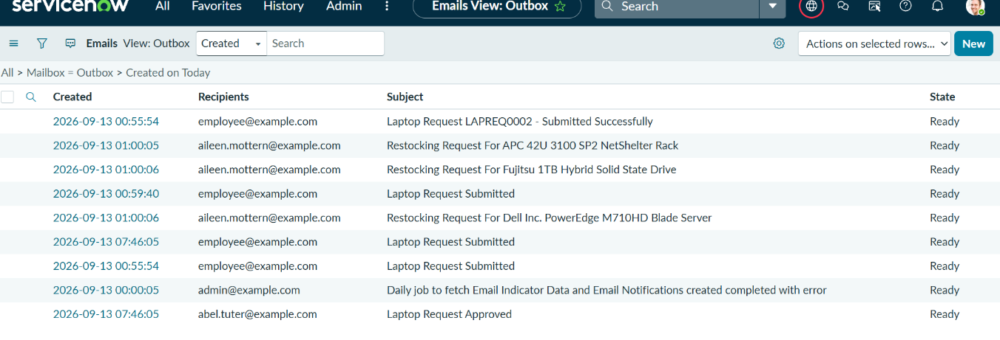 servicenow All Favorites History Admin Emails View: Outbox Search
Emails View: Outbox Created Search Actions on selected rows... New
All > Mailbox = Outbox > Created on Today
Created Recipients Subject State
2026-09-13 00:55:54 employee@example.com Laptop Request LAPREQ0002 - Submitted Successfully Ready
2026-09-13 01:00:05 aileen.mottern@example.com Restocking Request For APC 42U 3100 SP2 NetShelter Rack Ready
2026-09-13 01:00:06 aileen.mottern@example.com Restocking Request For Fujitsu 1TB Hybrid Solid State Drive Ready
2026-09-13 00:59:40 employee@example.com Laptop Request Submitted Ready
2026-09-13 01:00:06 aileen.mottern@example.com Restocking Request For Dell Inc. PowerEdge M710HD Blade Server Ready
2026-09-13 07:46:05 employee@example.com Laptop Request Submitted Ready
2026-09-13 00:55:54 employee@example.com Laptop Request Submitted Ready
2026-09-13 00:00:05 admin@example.com Daily job to fetch Email Indicator Data and Email Notifications created completed with error Ready
2026-09-13 07:46:05 abel.tuter@example.com Laptop Request Approved Ready